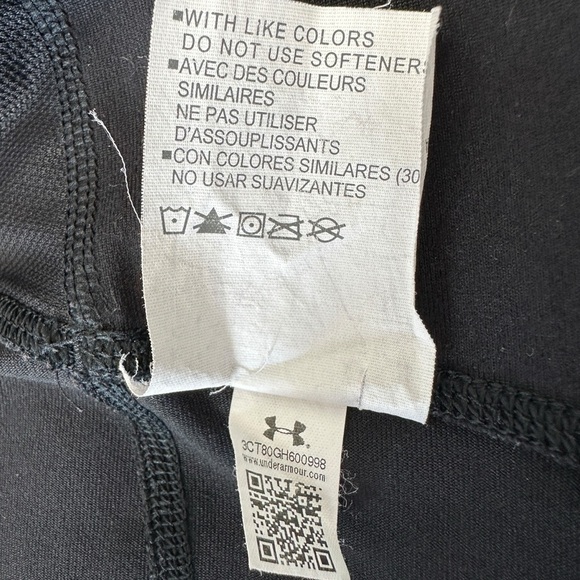 ▪WITH LIKE COLORS
DO NOT USE SOFTENERS
▪AVEC DES COULEURS
SIMILAIRES
NE PAS UTILISER
D'ASSOUPLISSANTS
▪CON COLORES SIMILARES (30
NO USAR SUAVIZANTES
3CT80GH600998
www.underarmour.com